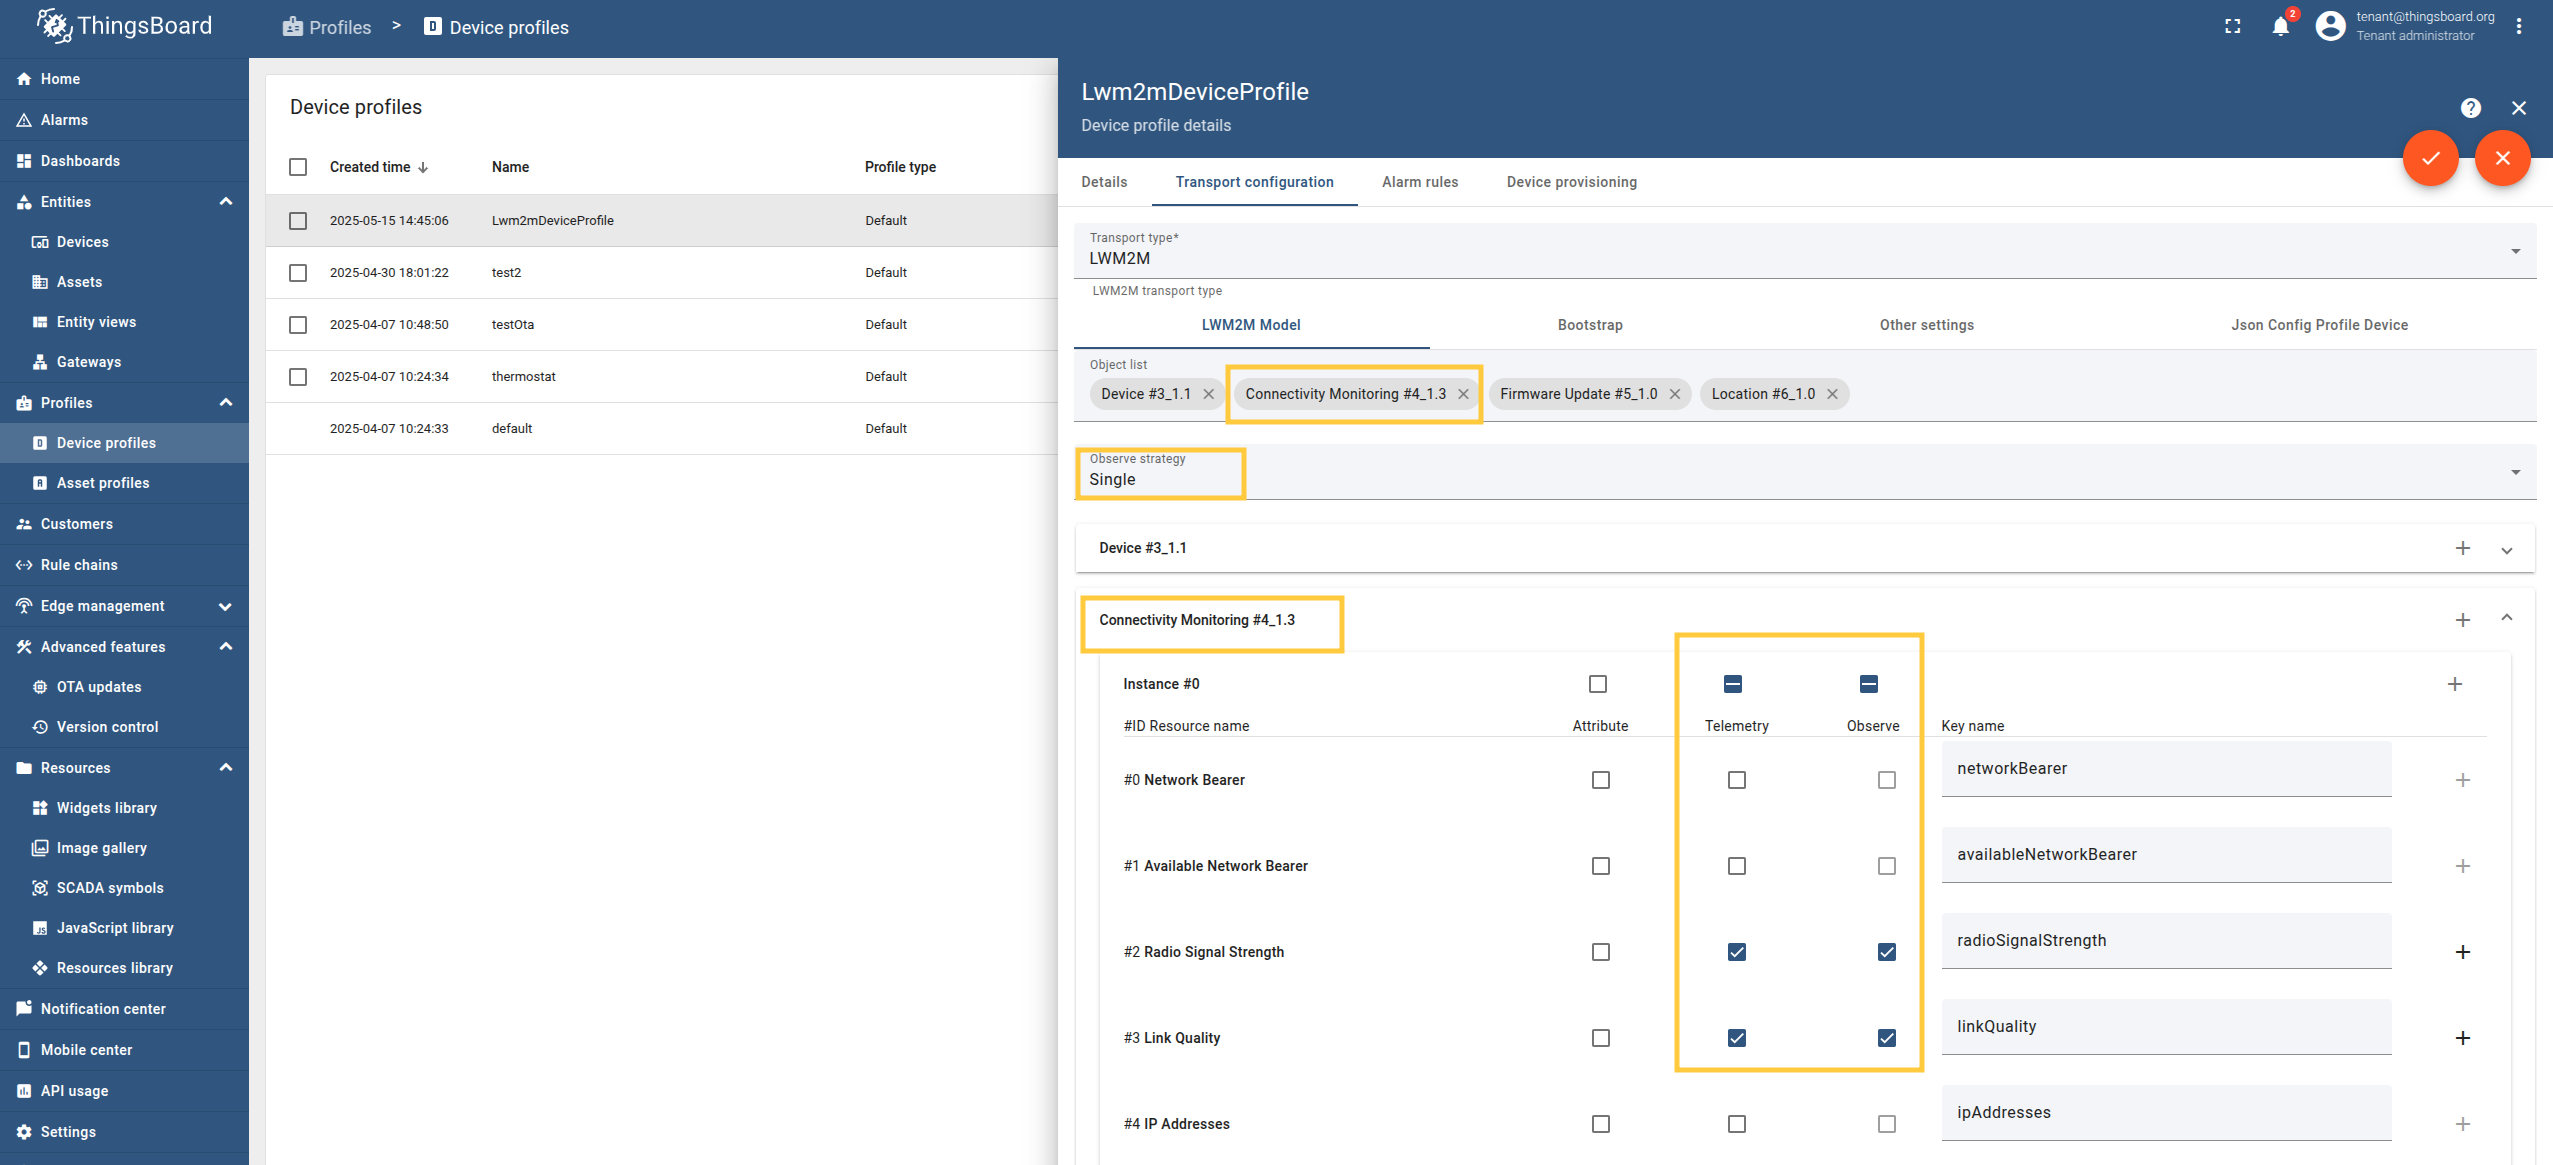 ThingsBoard
Profiles > Device profiles
2
tenant@thingsboard.org
Tenant administrator
Home
Alarms
Dashboards
Entities
Devices
Assets
Entity views
Gateways
Profiles
Device profiles
Asset profiles
Customers
Rule chains
Edge management
Advanced features
OTA updates
Version control
Resources
Widgets library
Image gallery
SCADA symbols
JavaScript library
Resources library
Notification center
Mobile center
API usage
Settings
Device profiles
Created time Name Profile type
2025-05-15 14:45:06 Lwm2mDeviceProfile Default
2025-04-30 18:01:22 test2 Default
2025-04-07 10:48:50 testOta Default
2025-04-07 10:24:34 thermostat Default
2025-04-07 10:24:33 default Default
Lwm2mDeviceProfile
Device profile details
Details Transport configuration Alarm rules Device provisioning
Transport type*
LWM2M
LWM2M transport type
LWM2M Model Bootstrap Other settings Json Config Profile Device
Object list
Device #3_1.1 Connectivity Monitoring #4_1.3 Firmware Update #5_1.0 Location #6_1.0
Observe strategy
Single
Device #3_1.1
Connectivity Monitoring #4_1.3
Instance #0
#ID Resource name Attribute Telemetry Observe Key name
#0 Network Bearer networkBearer
#1 Available Network Bearer availableNetworkBearer
#2 Radio Signal Strength radioSignalStrength
#3 Link Quality linkQuality
#4 IP Addresses ipAddresses